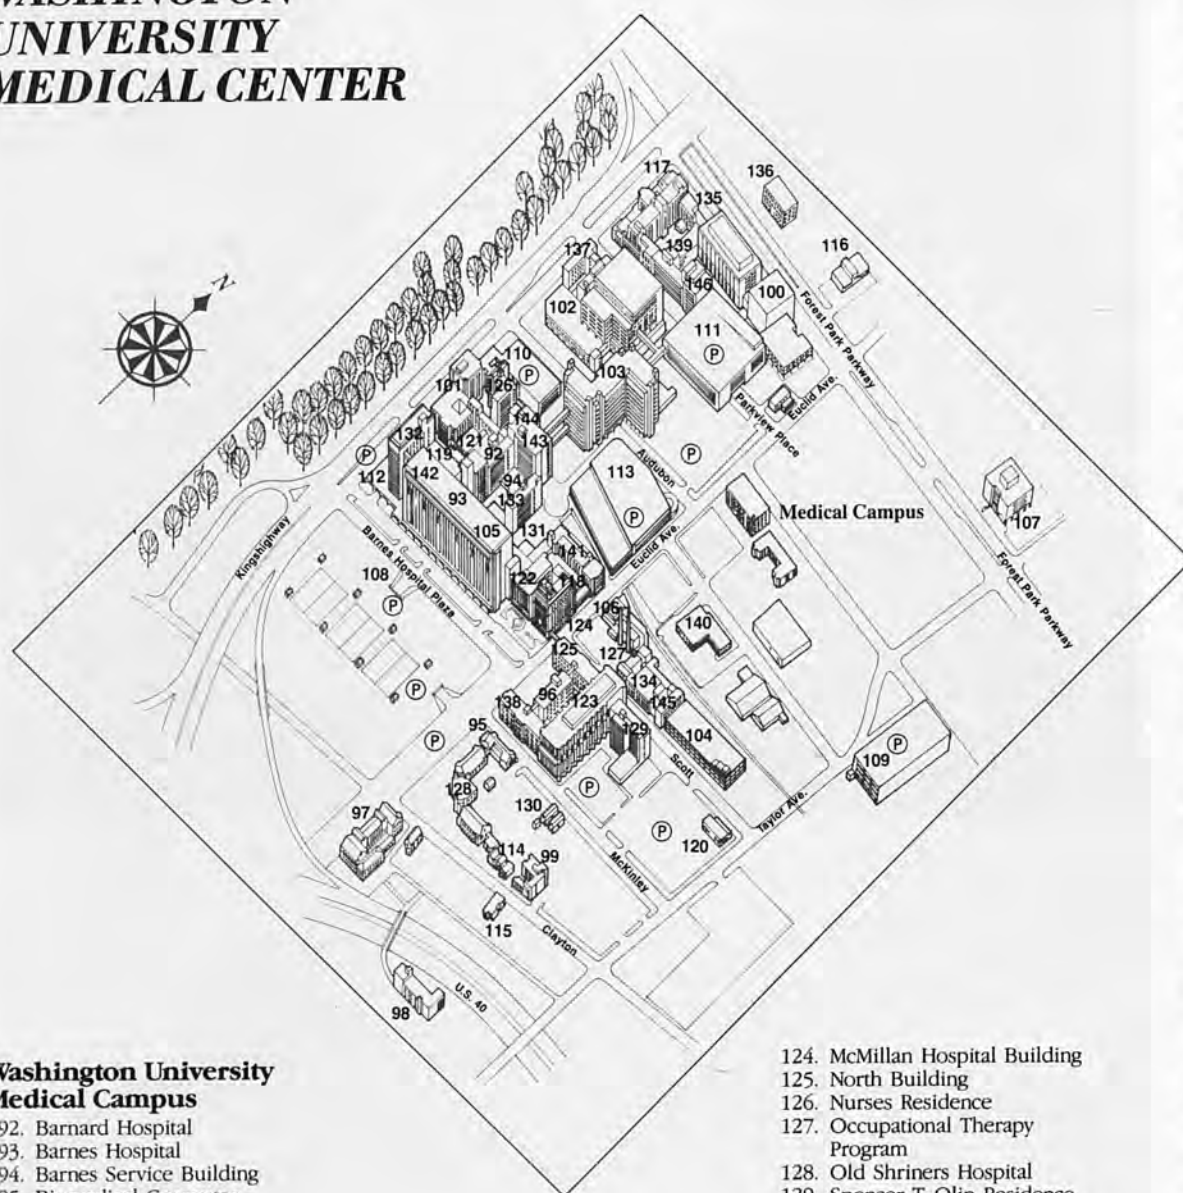 UNIVERSITY
MEDICAL CENTER
N
117
136
135
116
137
139
146
100
102
111
P
Forest Park Parkway
110
P
103
101
126
Euclid Ave.
Parkview Place
144
132
121
143
P
119
92
P
Audubon
112
142
94
113
93
133
P
Medical Campus
107
105
131
Kingshighway
141
Euclid Ave.
Forest Park Parkway
Barnes Hospital Plaza
108
P
122
118
106
124
140
125
127
134
P
96
123
145
138
129
104
95
P
Scott
109
P
128
P
130
Taylor Ave.
97
P
120
114
99
McKinley
115
Clayton
98
U.S. 40
Washington University
Medical Campus
92. Barnard Hospital
93. Barnes Hospital
94. Barnes Service Building
124. McMillan Hospital Building
125. North Building
126. Nurses Residence
127. Occupational Therapy
Program
128. Old Shriners Hospital